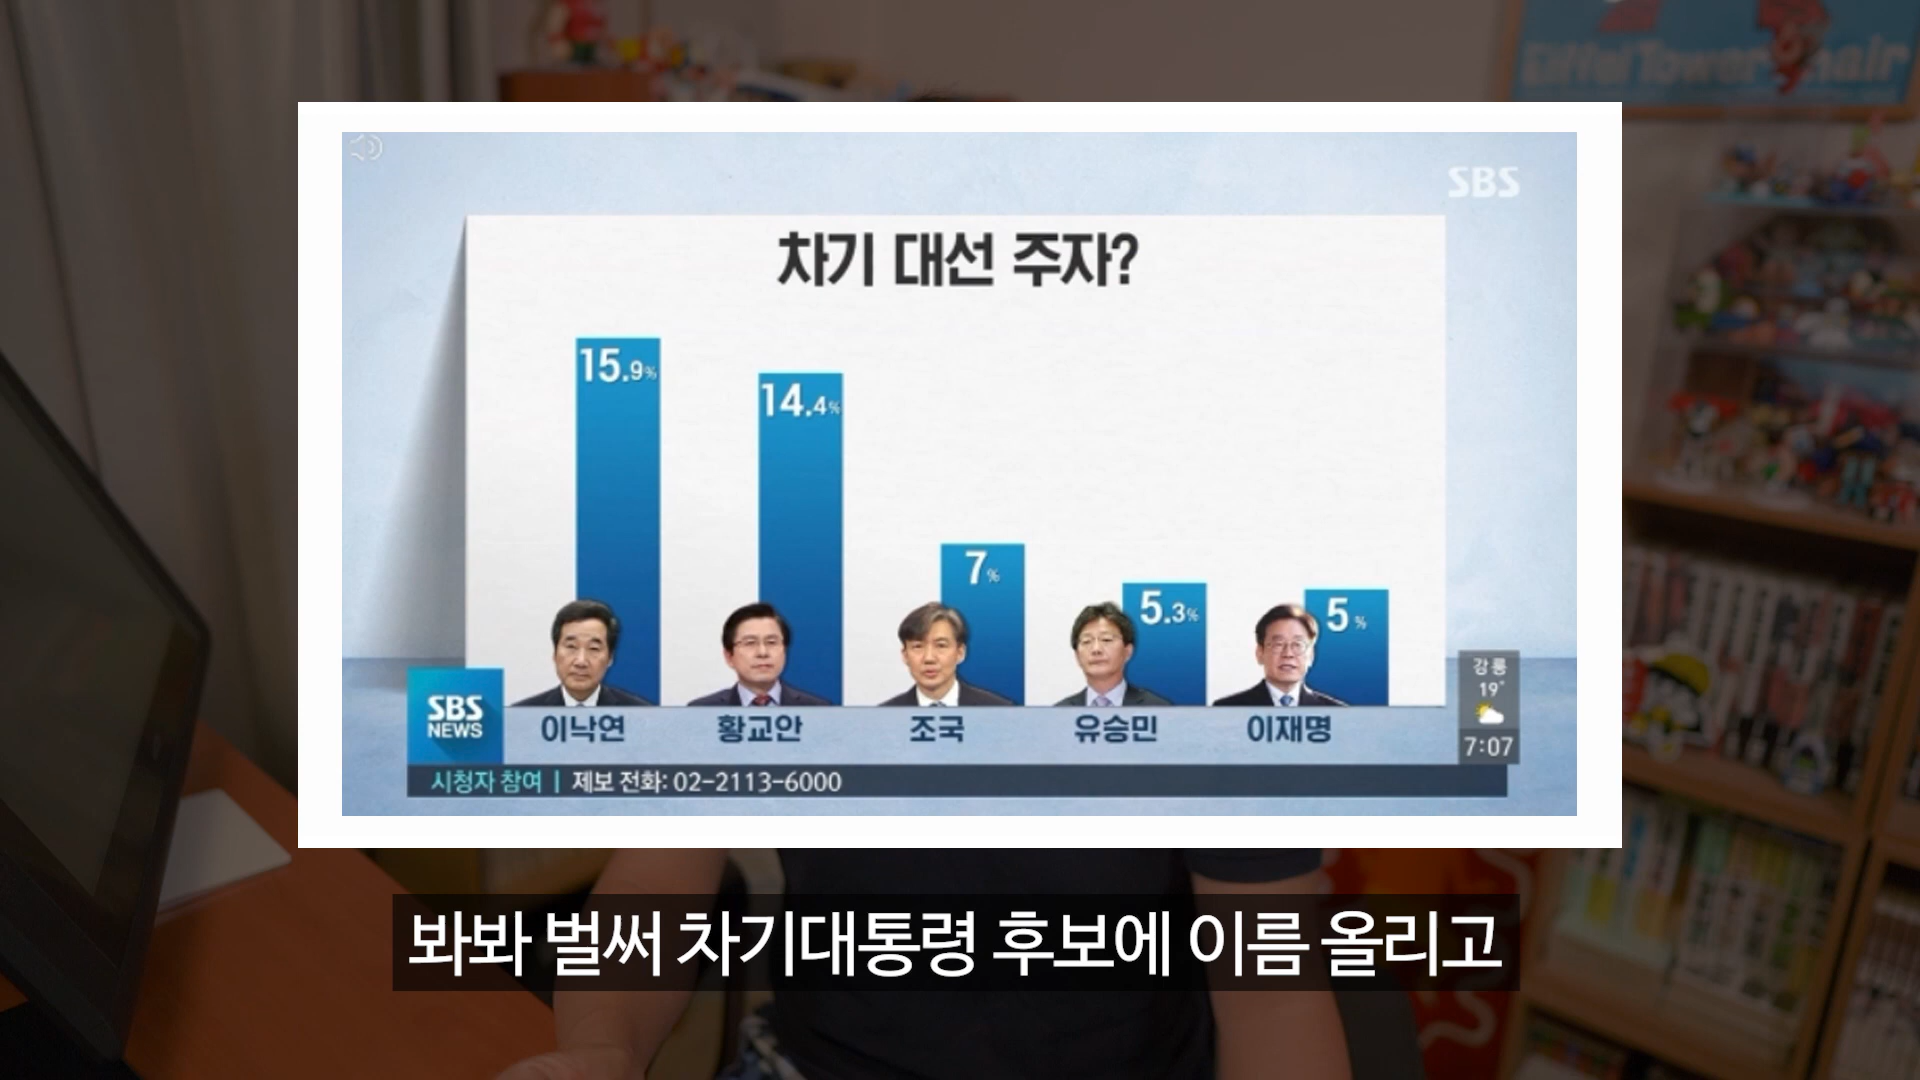 Eiffel Tower
SBS
차기 대선 주자?
15.9%
14.4%
7%
5.3%
5%
이낙연
황교안
조국
유승민
이재명
강릉
19°
7:07
SBS
NEWS
시청자 참여 | 제보 전화: 02-2113-6000
봐봐 벌써 차기대통령 후보에 이름 올리고